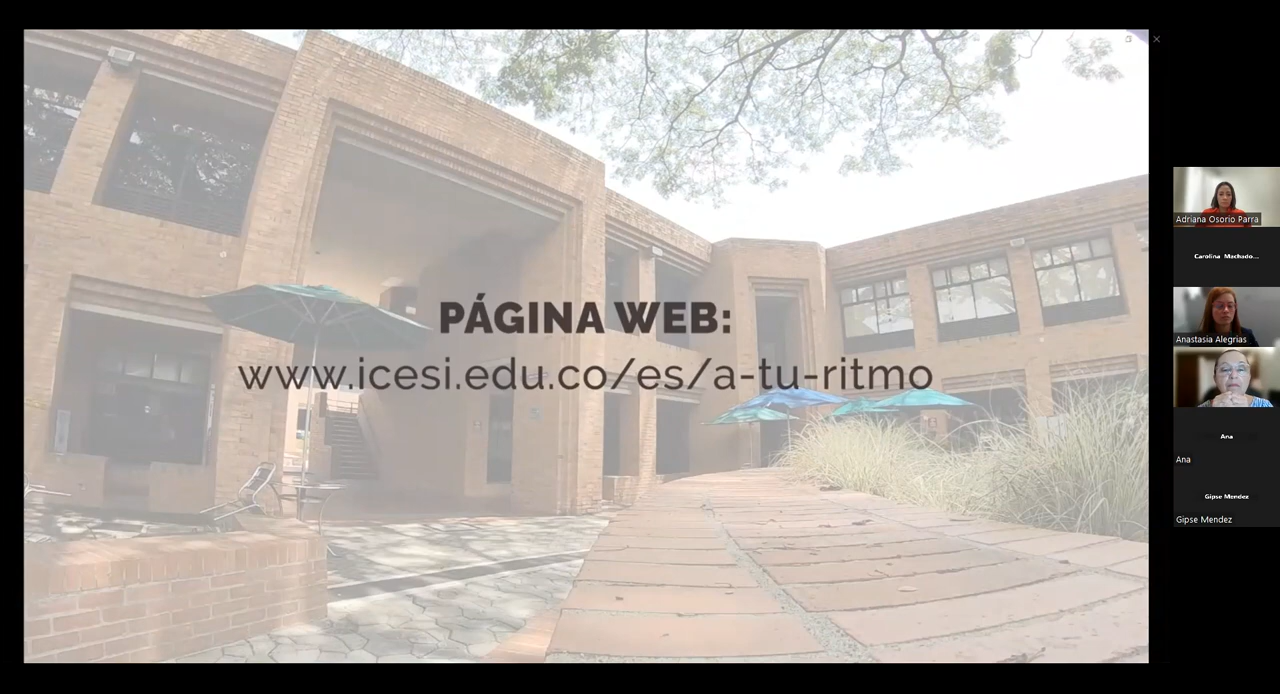 PÁGINA WEB:
www.icesi.edu.co/es/a-tu-ritmo
Adriana Osorio Parra
Carolina Machado...
Anastasia Alegrias
Ana
Ana
Gipse Mendez
Gipse Mendez